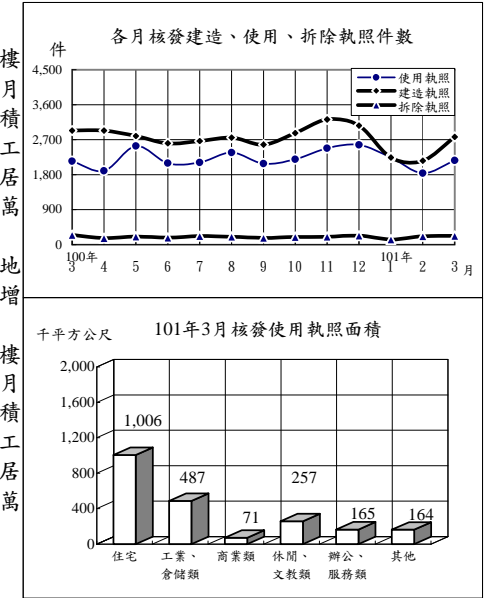 樓
月
積
工
居
萬
地
增
樓
月
積
工
居
萬
各月核發建造、使用、拆除執照件數
件
4,500
3,600
2,700
1,800
900
0
使用執照
建造執照
拆除執照
100年 101年
3 4 5 6 7 8 9 10 11 12 1 2 3 月
101年3月核發使用執照面積
千平方公尺
2,000
1,600
1,200
800
400
0
1,006
487
71
257
165
164
住宅
工業、
倉儲類
商業類
休閒、
文教類
辦公、
服務類
其他